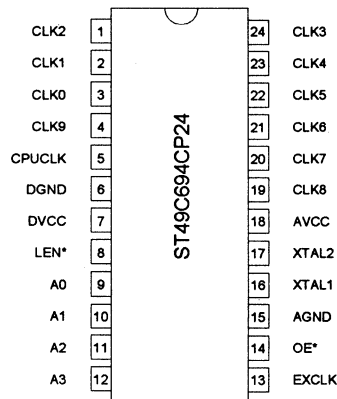 CLK2 1 24 CLK3
CLK1 2 23 CLK4
CLK0 3 22 CLK5
CLK9 4 21 CLK6
CPUCLK 5 20 CLK7
DGND 6 19 CLK8
DVCC 7 18 AVCC
LEN* 8 17 XTAL2
A0 9 16 XTAL1
A1 10 15 AGND
A2 11 14 OE*
A3 12 13 EXCLK
ST49C694CP24